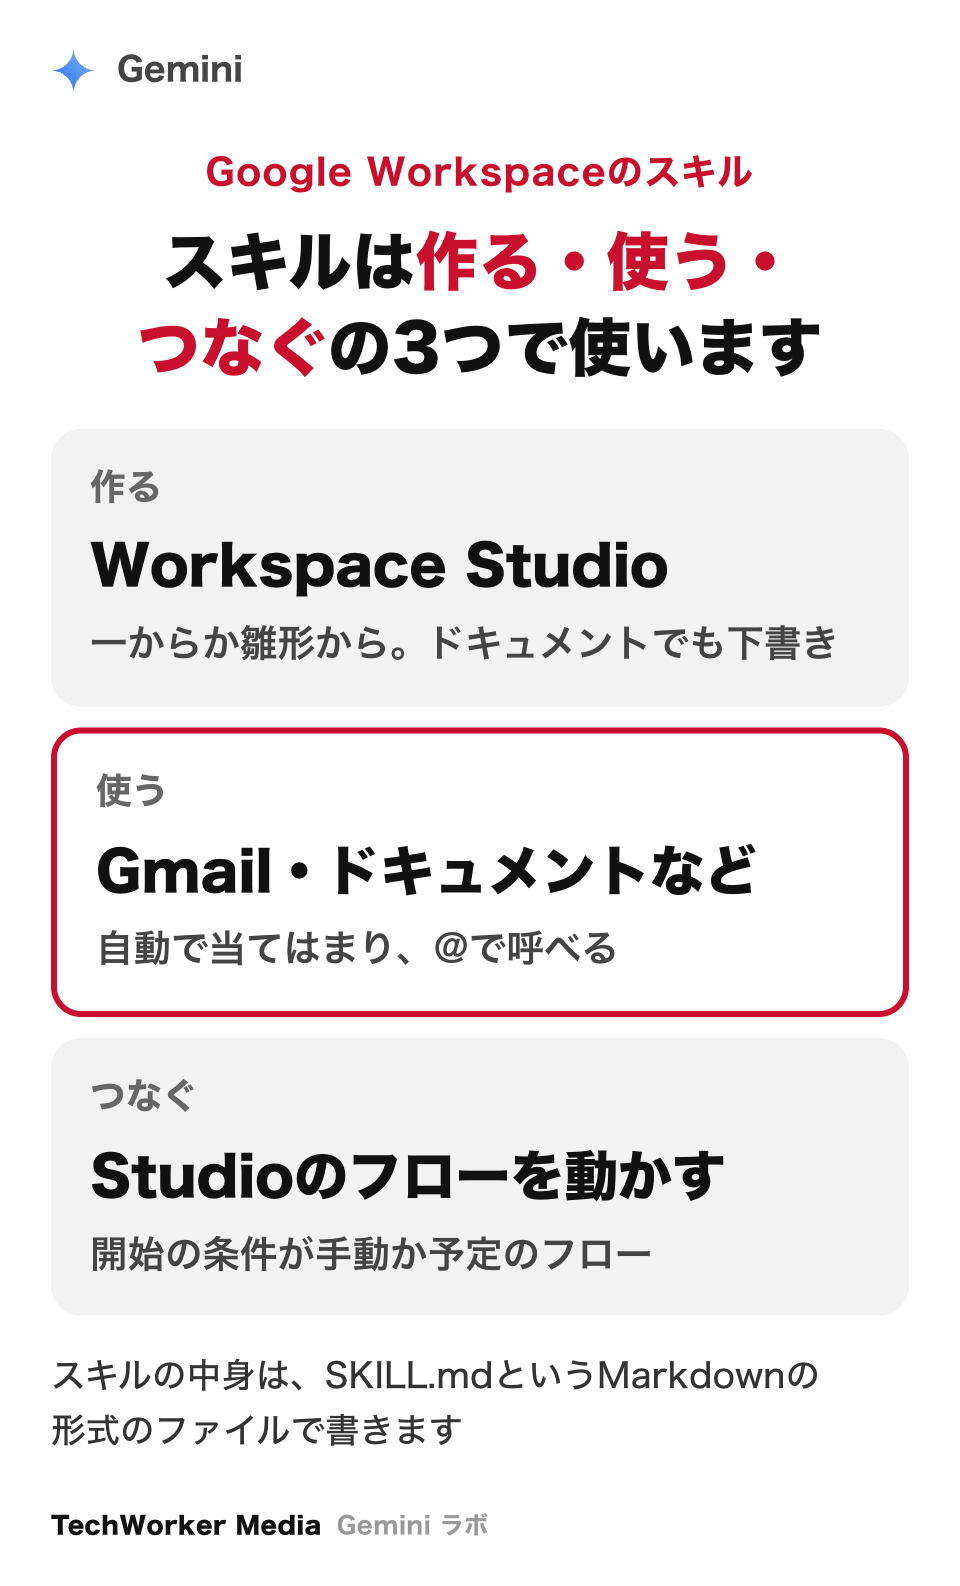 Gemini
Google Workspaceのスキル
スキルは作る・使う・
つなぐの3つで使います
作る
Workspace Studio
一からか雛形から。ドキュメントでも下書き
使う
Gmail・ドキュメントなど
自動で当てはまり、@で呼べる
つなぐ
Studioのフローを動かす
開始の条件が手動か予定のフロー
スキルの中身は、SKILL.mdというMarkdownの
形式のファイルで書きます
TechWorker Media Gemini ラボ